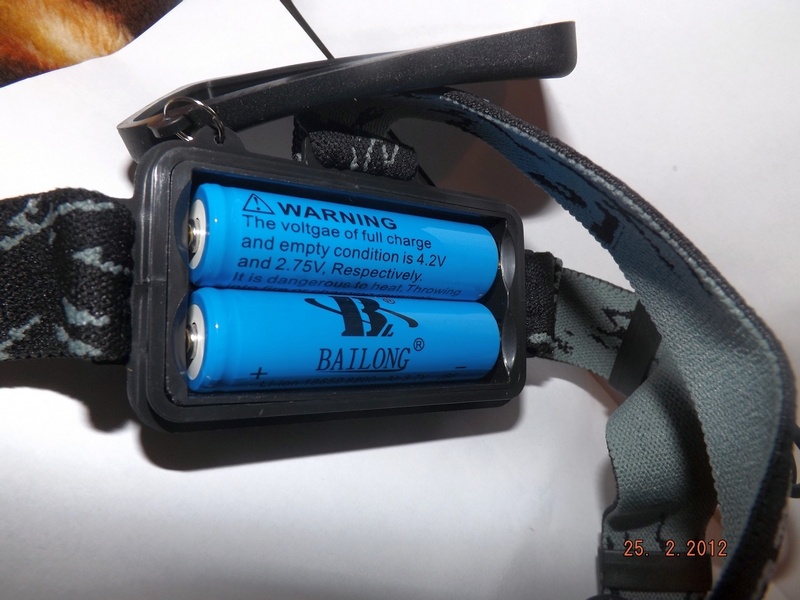 ⚠ WARNING
The voltgae of full charge
and empty condition is 4.2V
and 2.75V, Respectively.
It is dangerous to heat. Throwing
BL®
BAILONG®
+ −
25. 2.2012